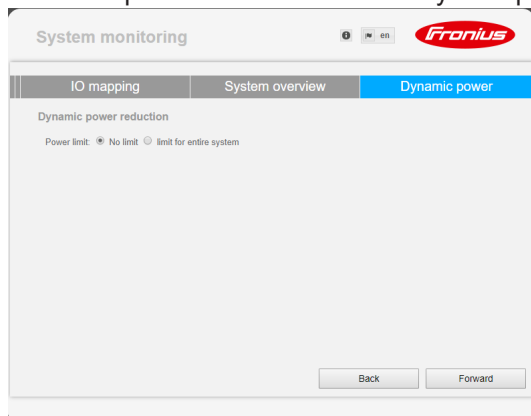 System monitoring
en
Fronius
IO mapping
System overview
Dynamic power
Dynamic power reduction
Power limit: No limit limit for entire system
Back
Forward